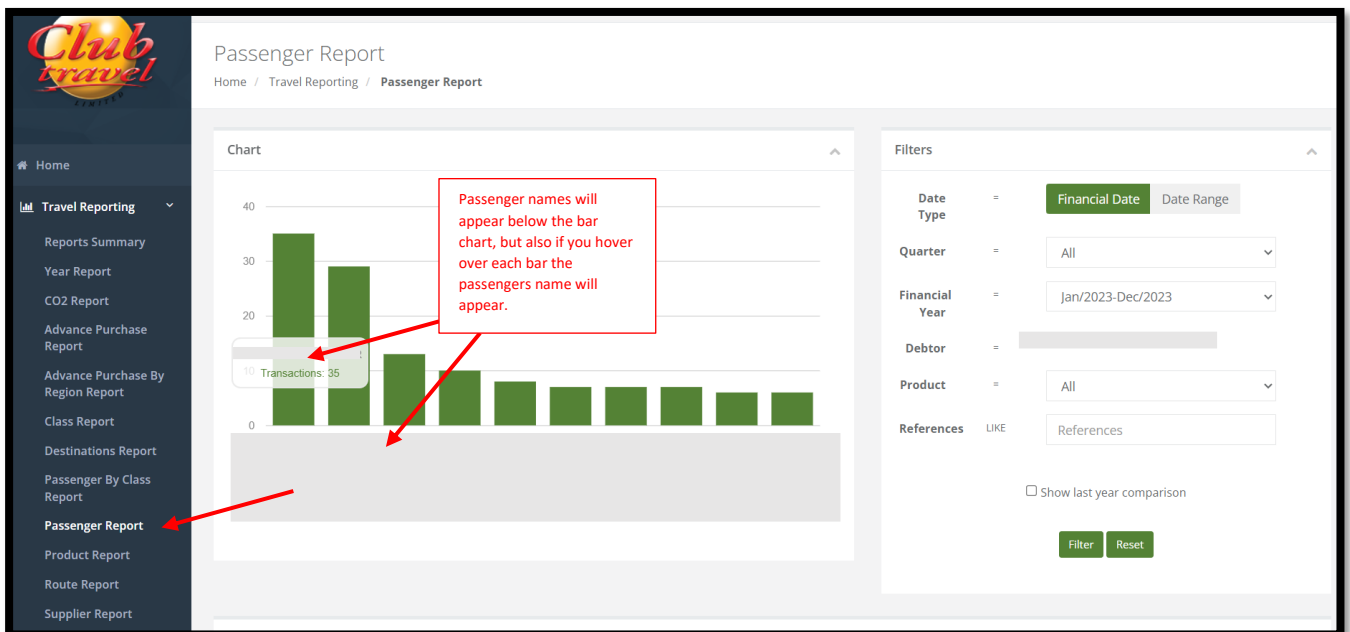 Club
travel
LIMITED
Home
Travel Reporting
Reports Summary
Year Report
CO2 Report
Advance Purchase
Report
Advance Purchase By
Region Report
Class Report
Destinations Report
Passenger By Class
Report
Passenger Report
Product Report
Route Report
Supplier Report
Passenger Report
Home / Travel Reporting / Passenger Report
Chart
40
30
20
10
0
Transactions: 35
Passenger names will
appear below the bar
chart, but also if you hover
over each bar the
passengers name will
appear.
Filters
Date
Type
=
Financial Date
Date Range
Quarter = All
Financial
Year
=
Jan/2023-Dec/2023
Debtor =
Product = All
References LIKE References
Show last year comparison
Filter Reset